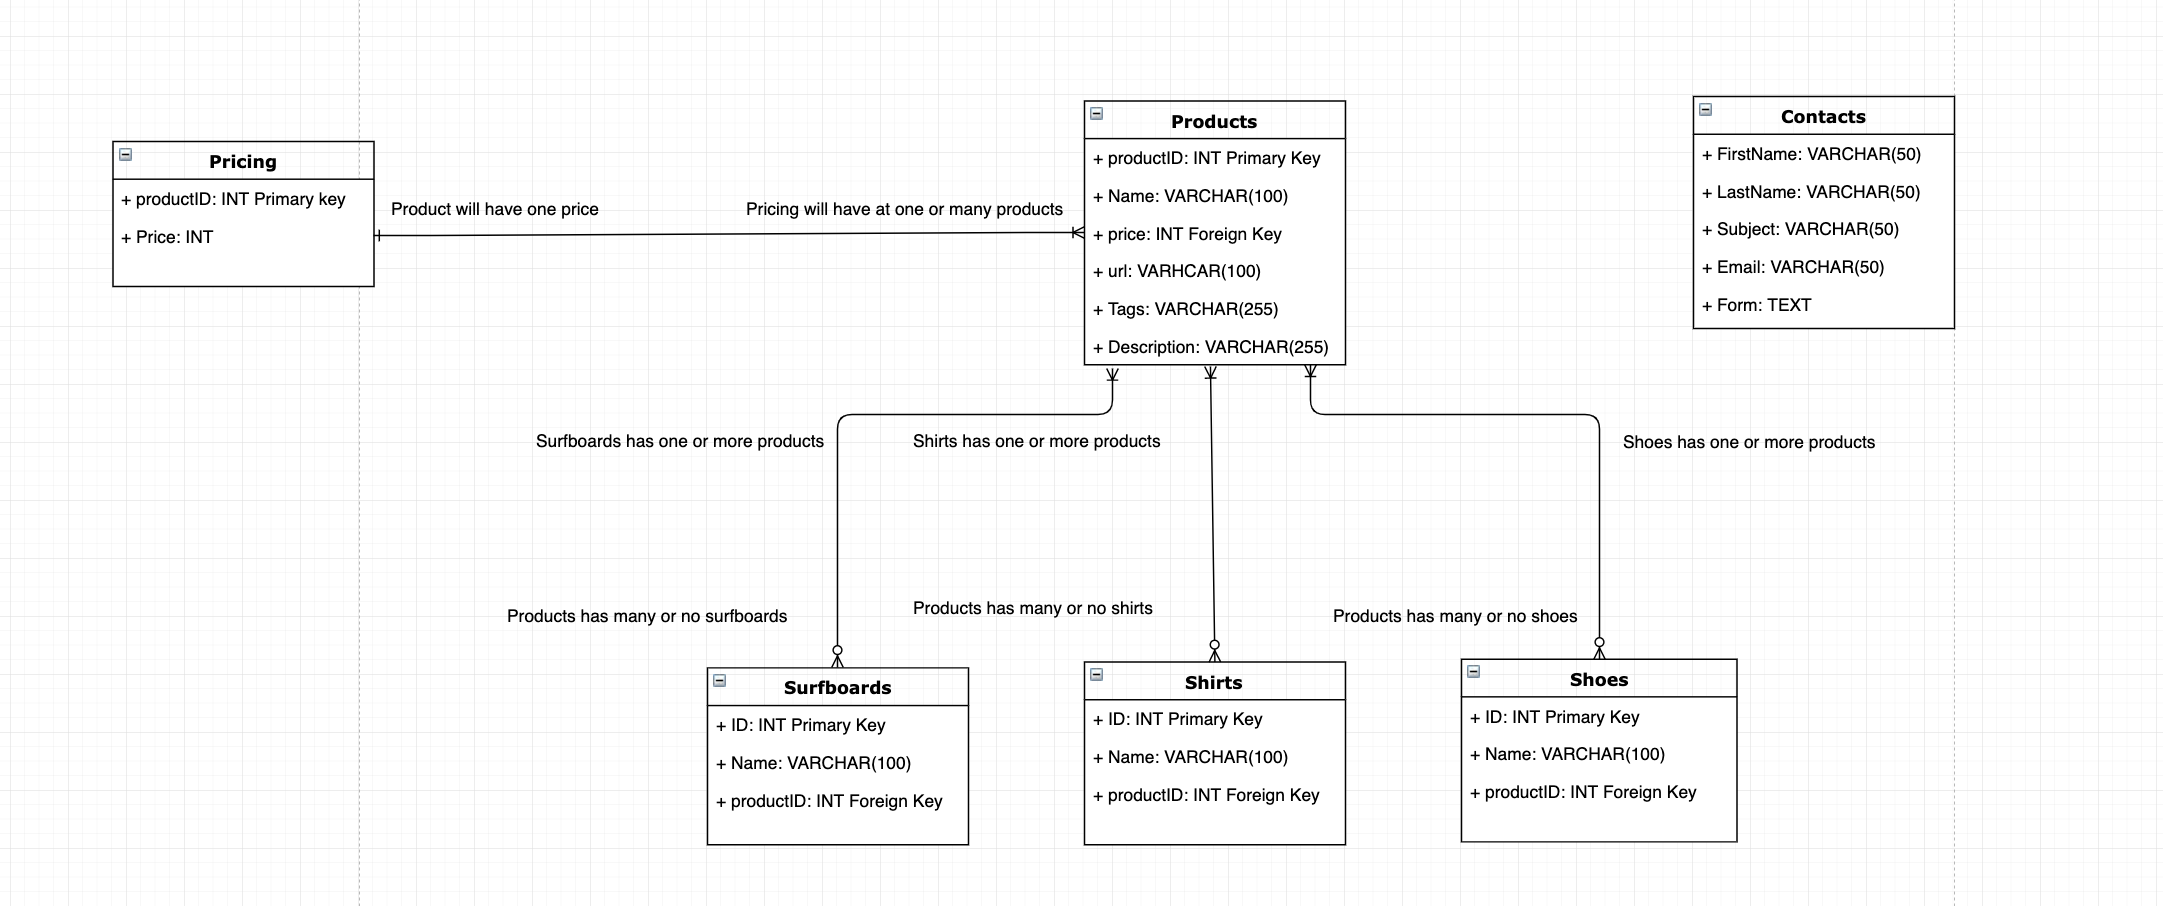 Pricing
+ productID: INT Primary key
+ Price: INT
Product will have one price
Pricing will have at one or many products
Products
+ productID: INT Primary Key
+ Name: VARCHAR(100)
+ price: INT Foreign Key
+ url: VARHCAR(100)
+ Tags: VARCHAR(255)
+ Description: VARCHAR(255)
Contacts
+ FirstName: VARCHAR(50)
+ LastName: VARCHAR(50)
+ Subject: VARCHAR(50)
+ Email: VARCHAR(50)
+ Form: TEXT
Surfboards has one or more products
Shirts has one or more products
Shoes has one or more products
Products has many or no surfboards
Products has many or no shirts
Products has many or no shoes
Surfboards
+ ID: INT Primary Key
+ Name: VARCHAR(100)
+ productID: INT Foreign Key
Shirts
+ ID: INT Primary Key
+ Name: VARCHAR(100)
+ productID: INT Foreign Key
Shoes
+ ID: INT Primary Key
+ Name: VARCHAR(100)
+ productID: INT Foreign Key